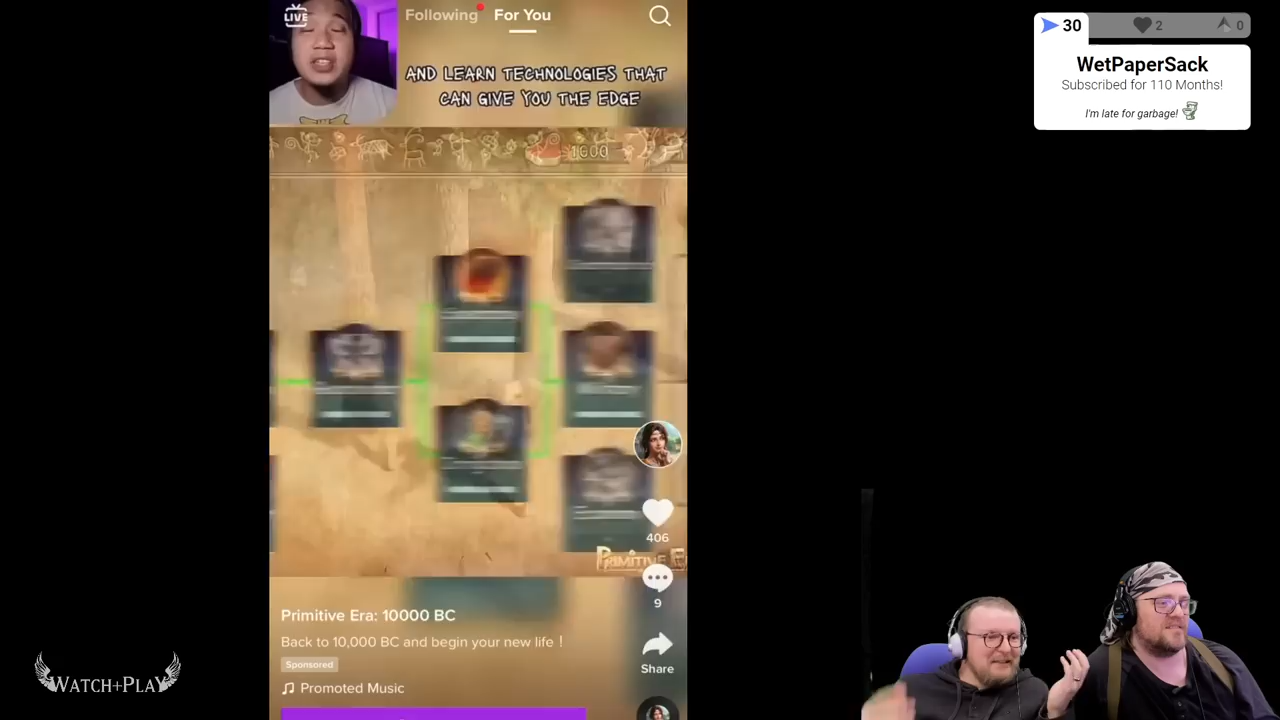 LIVE
Following
For You
AND LEARN TECHNOLOGIES THAT
CAN GIVE YOU THE EDGE
1000
PRIMITIVE E
406
9
Share
Primitive Era: 10000 BC
Back to 10,000 BC and begin your new life !
Sponsored
Promoted Music
30
2
0
WetPaperSack
Subscribed for 110 Months!
I'm late for garbage!
WATCH+PLAY